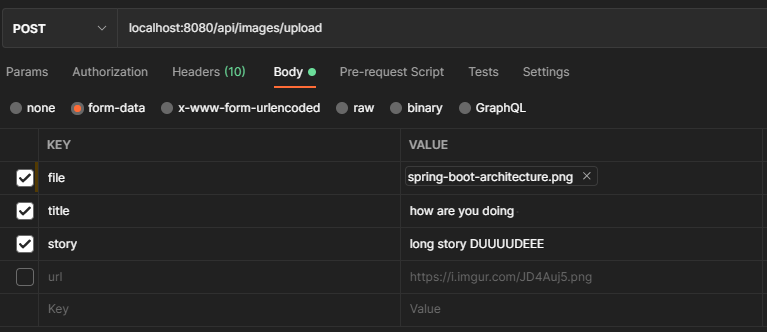 POST localhost:8080/api/images/upload
Params Authorization Headers (10) Body Pre-request Script Tests Settings
none form-data x-www-form-urlencoded raw binary GraphQL
KEY VALUE
file spring-boot-architecture.png
title how are you doing
story long story DUUUUDEEE
url https://i.imgur.com/JD4Auj5.png
Key Value